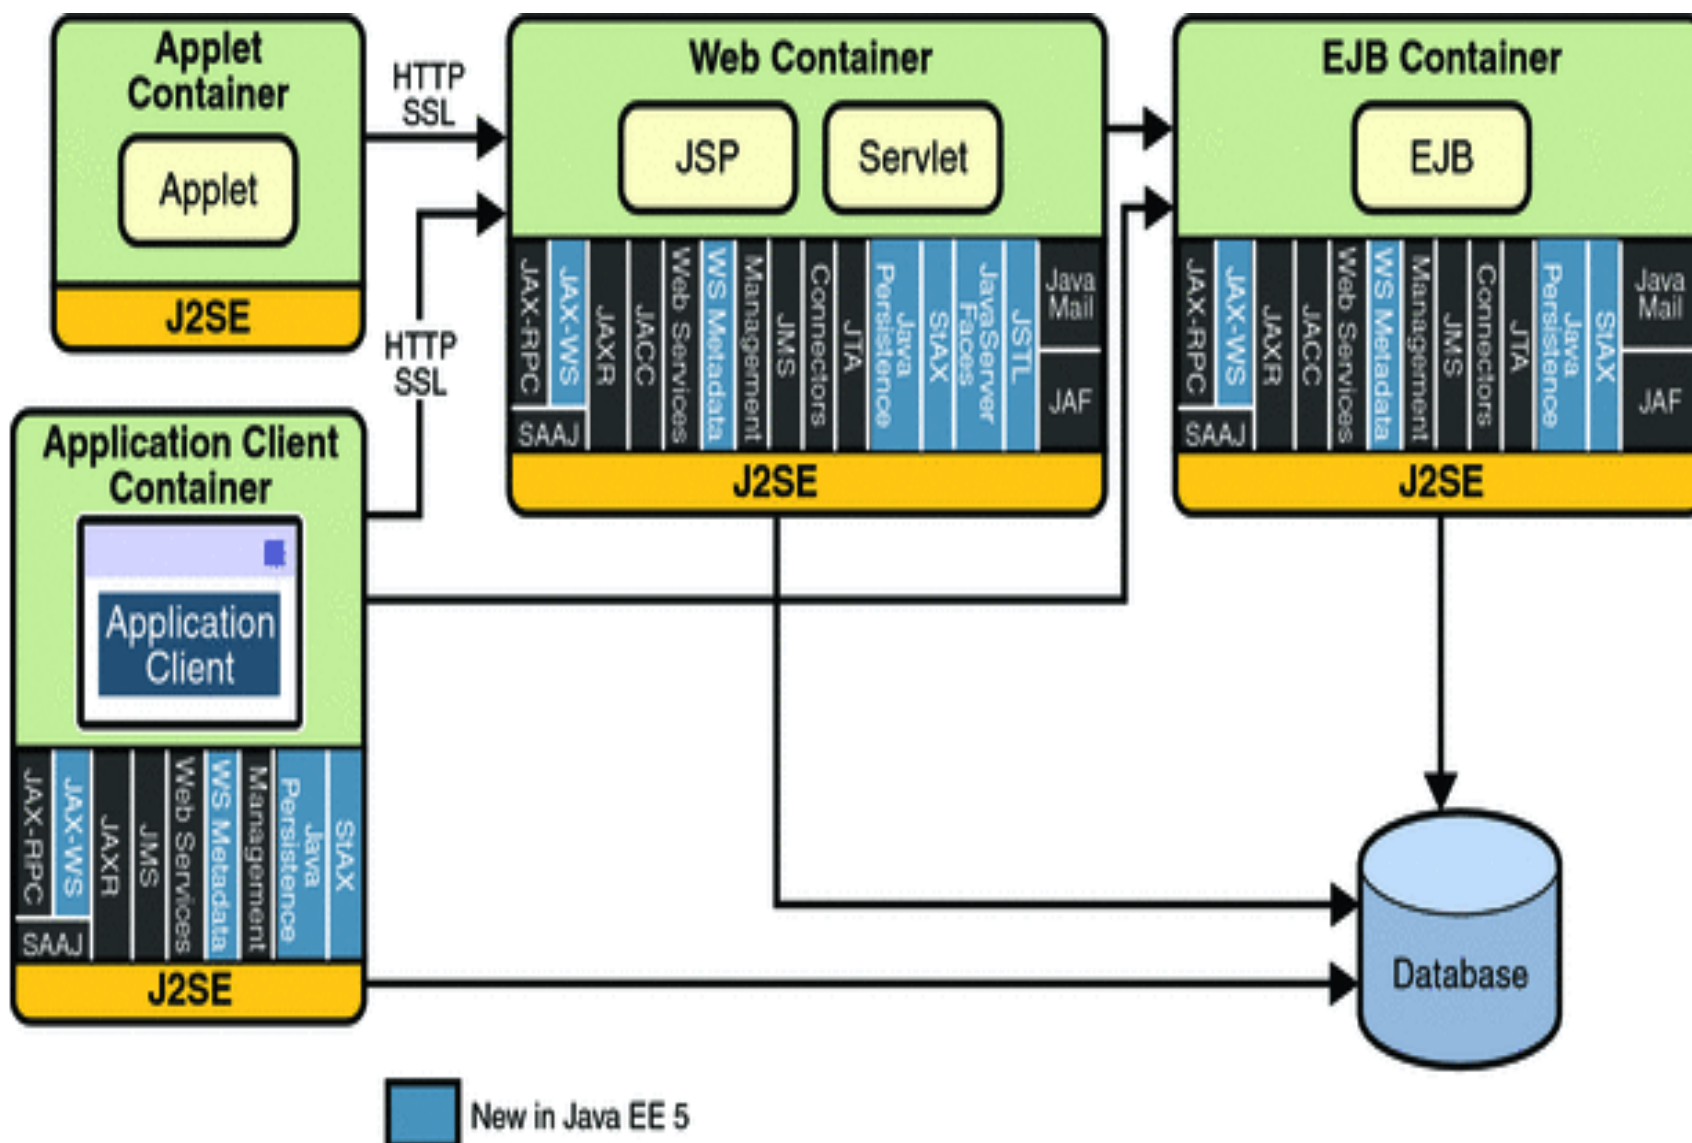 Applet
Container
Applet
J2SE
HTTP
SSL
HTTP
SSL
Web Container
JSP
Servlet
JAX-RPC
JAX-WS
SAAJ
JAXR
JACC
Web Services
WS Metadata
Management
JMS
Connectors
JTA
Java
Persistence
StAX
JavaServer
Faces
JSTL
Java
Mail
JAF
J2SE
EJB Container
EJB
JAX-RPC
JAX-WS
SAAJ
JAXR
JACC
Web Services
WS Metadata
Management
JMS
Connectors
JTA
Java
Persistence
StAX
Java
Mail
JAF
J2SE
Application Client
Container
Application
Client
JAX-RPC
JAX-WS
SAAJ
JAXR
JMS
Web Services
WS Metadata
Management
Java
Persistence
StAX
J2SE
Database
New in Java EE 5